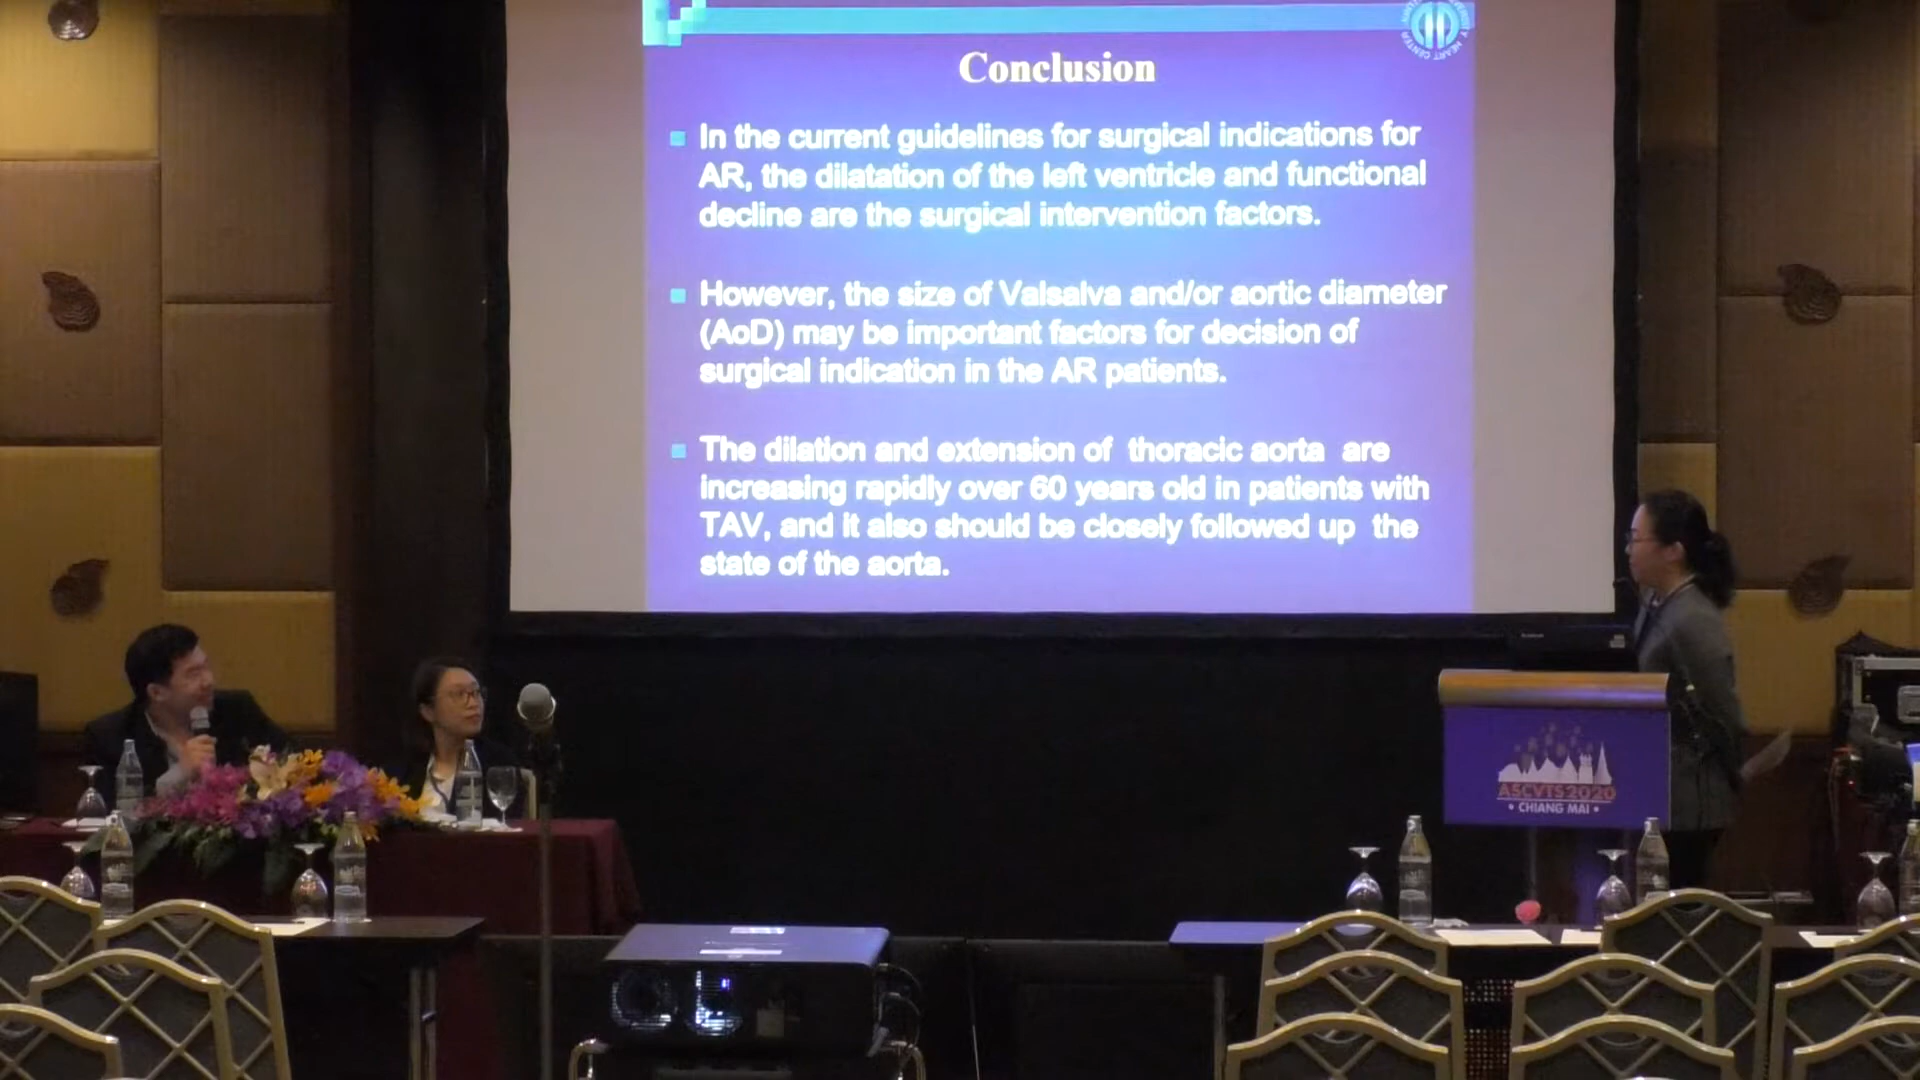 Conclusion
In the current guidelines for surgical indications for
AR, the dilatation of the left ventricle and functional
decline are the surgical intervention factors.
However, the size of Valsalva and/or aortic diameter
(AoD) may be important factors for decision of
surgical indication in the AR patients.
The dilation and extension of thoracic aorta are
increasing rapidly over 60 years old in patients with
TAV, and it also should be closely followed up the
state of the aorta.
HEART CENTER
ASCVTS 2020
• CHIANG MAI •